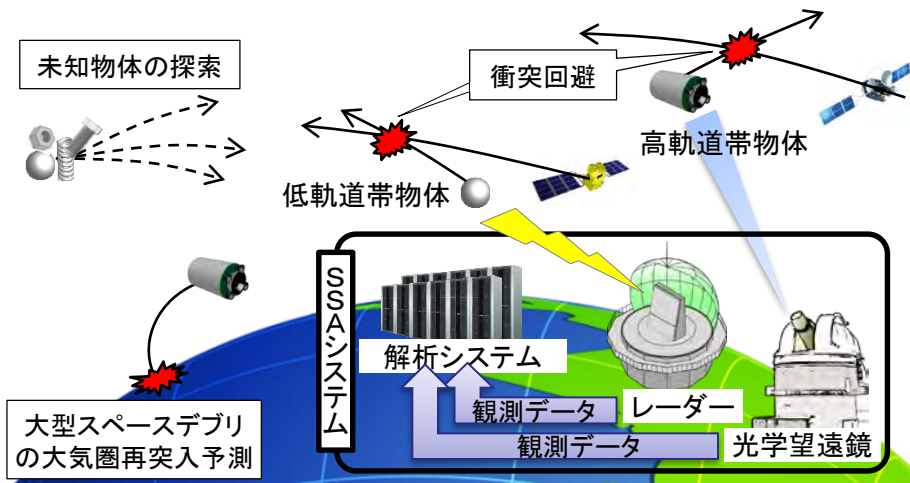 未知物体の探索
衝突回避
高軌道帯物体
低軌道帯物体
SSAシステム
解析システム
観測データ
レーダー
観測データ
光学望遠鏡
大型スペースデブリ
の大気圏再突入予測